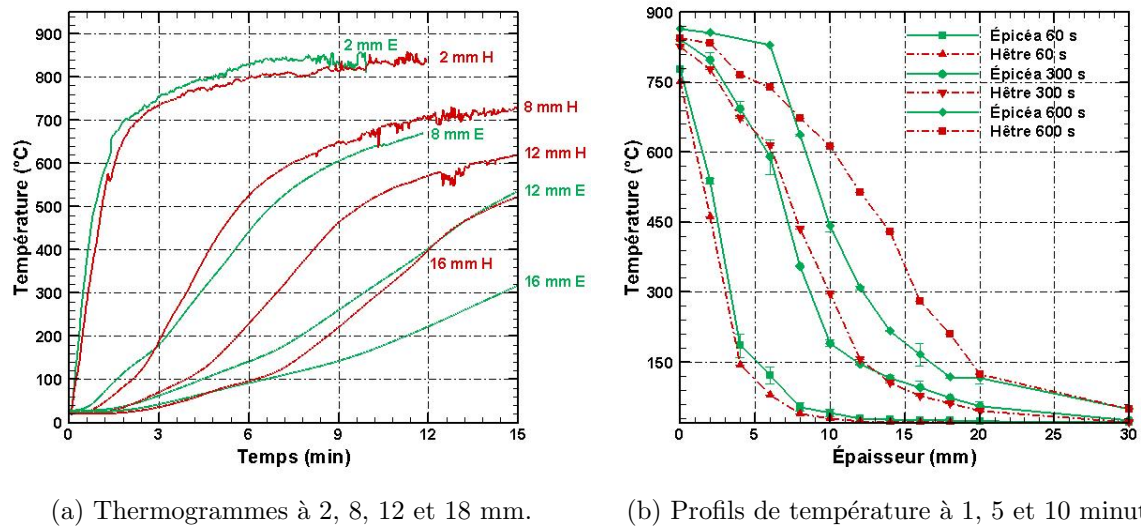 900
800
700
600
500
400
300
200
100
0
Température (°C)
0
3
6
9
12
15
Temps (min)
2 mm E
2 mm H
8 mm H
8 mm E
12 mm H
12 mm E
16 mm H
16 mm E
900
750
600
450
300
150
Température (°C)
0
5
10
15
20
25
30
Épaisseur (mm)
Épicéa 60 s
Hêtre 60 s
Épicéa 300 s
Hêtre 300 s
Épicéa 600 s
Hêtre 600 s
(a) Thermogrammes à 2, 8, 12 et 18 mm.
(b) Profils de température à 1, 5 et 10 minu